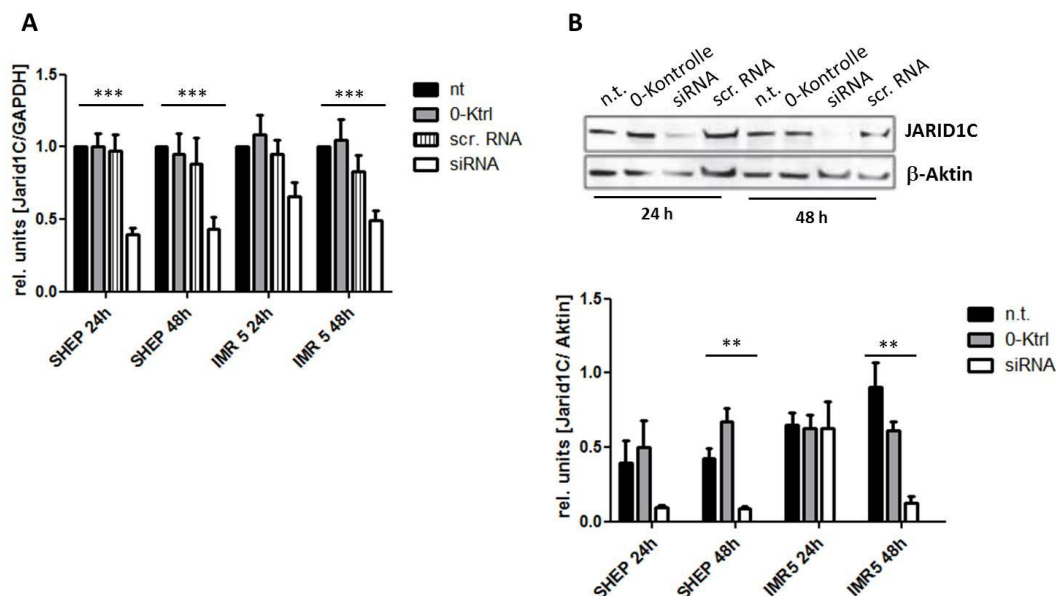 A
rel. units [Jarid1C/GAPDH]
1.5
1.0
0.5
0.0
***
***
***
SHEP 24h
SHEP 48h
IMR 5 24h
IMR 5 48h
nt
0-Ktrl
scr. RNA
siRNA
B
n.t. 0-Kontrolle siRNA scr. RNA n.t. 0-Kontrolle siRNA scr. RNA
JARID1C
β-Aktin
24 h 48 h
rel. units [Jarid1C/ Aktin]
1.5
1.0
0.5
0.0
**
**
SHEP 24h
SHEP 48h
IMR5 24h
IMR5 48h
n.t.
0-Ktrl
siRNA